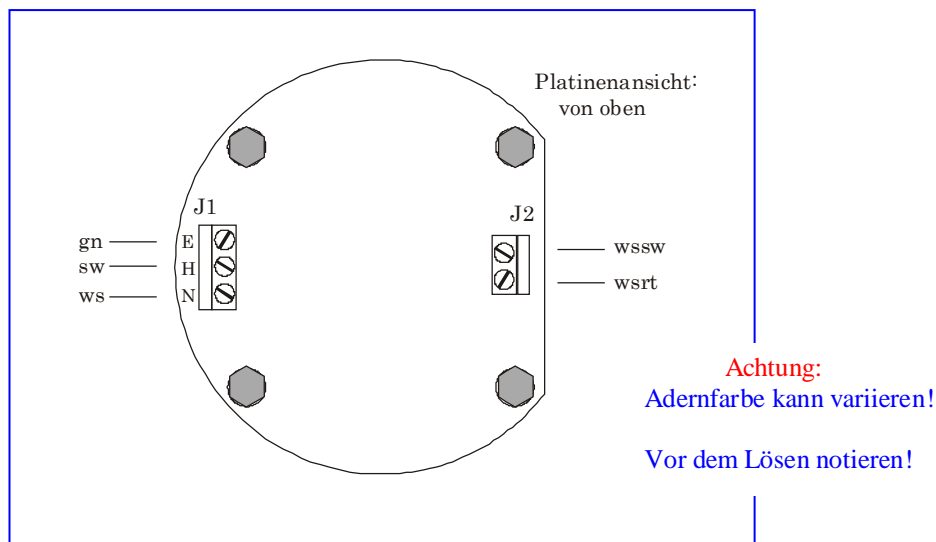 Platinenansicht:
von oben
J1
J2
gn E
sw H
ws N
wssw
wsrt
Achtung:
Adernfarbe kann variieren!
Vor dem Lösen notieren!